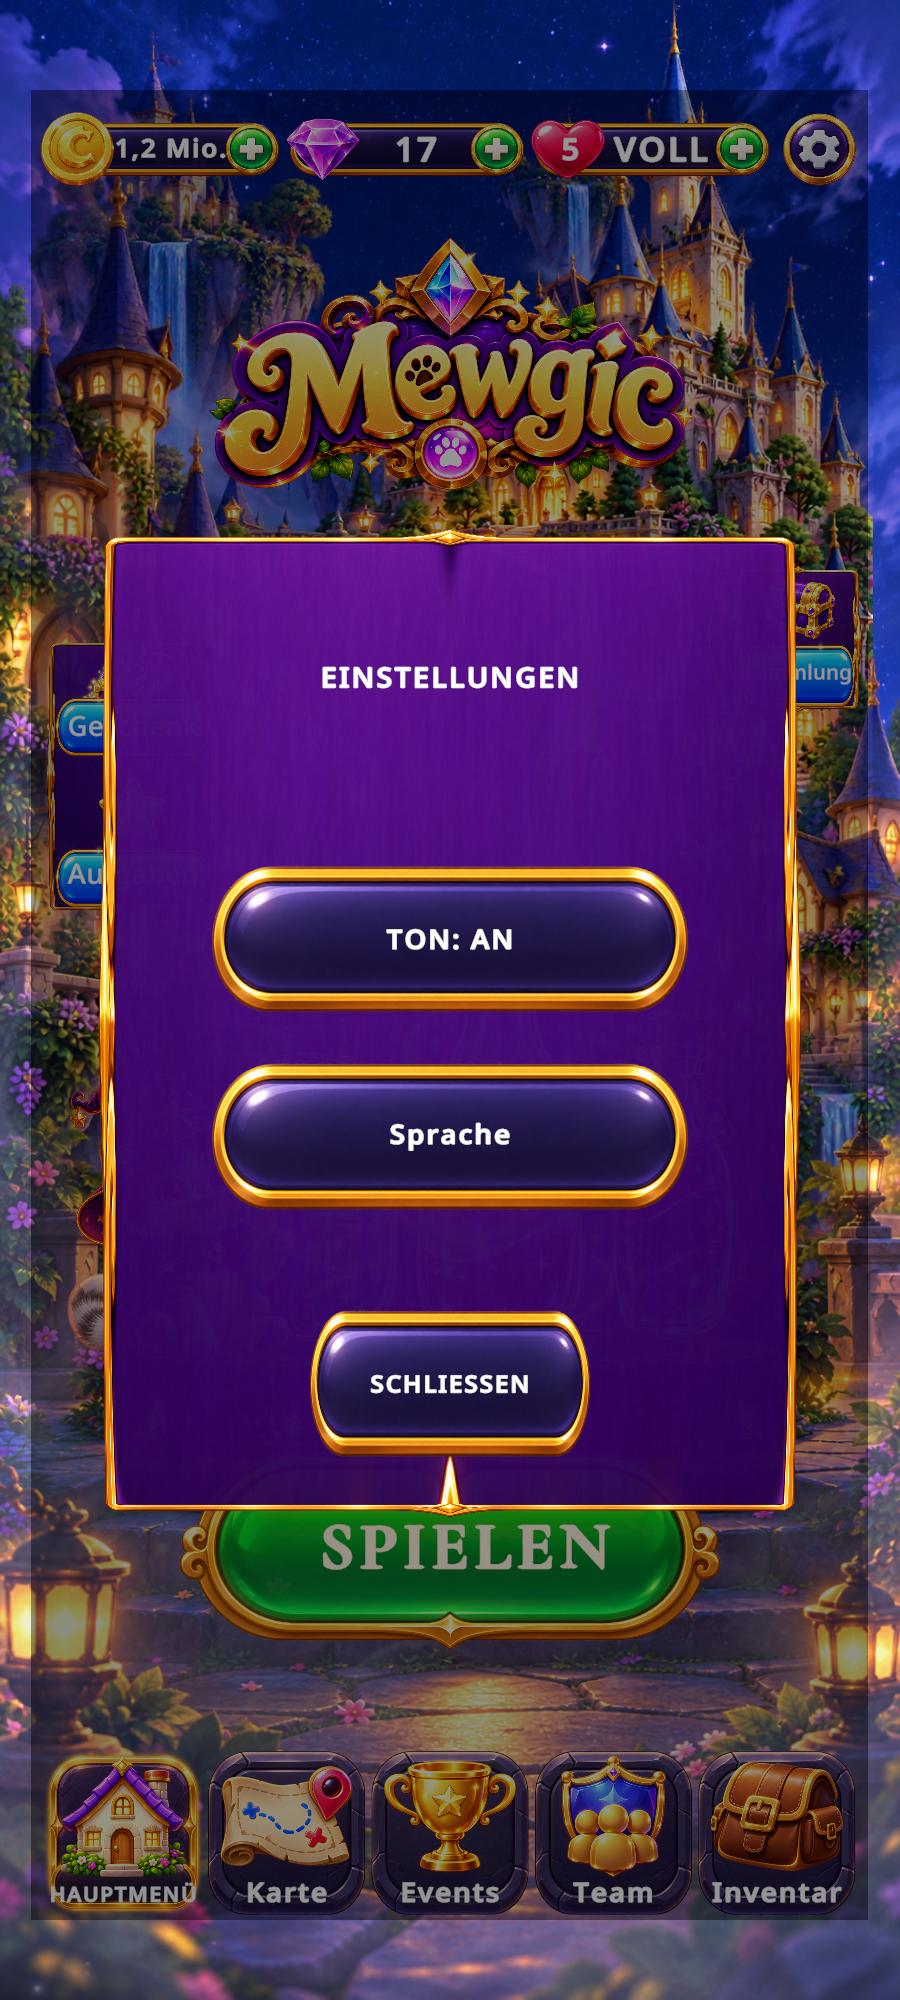 1,2 Mio.
17
5 VOLL
Mewgic
EINSTELLUNGEN
TON: AN
Sprache
SCHLIESSEN
SPIELEN
HAUPTMENÜ
Karte
Events
Team
Inventar